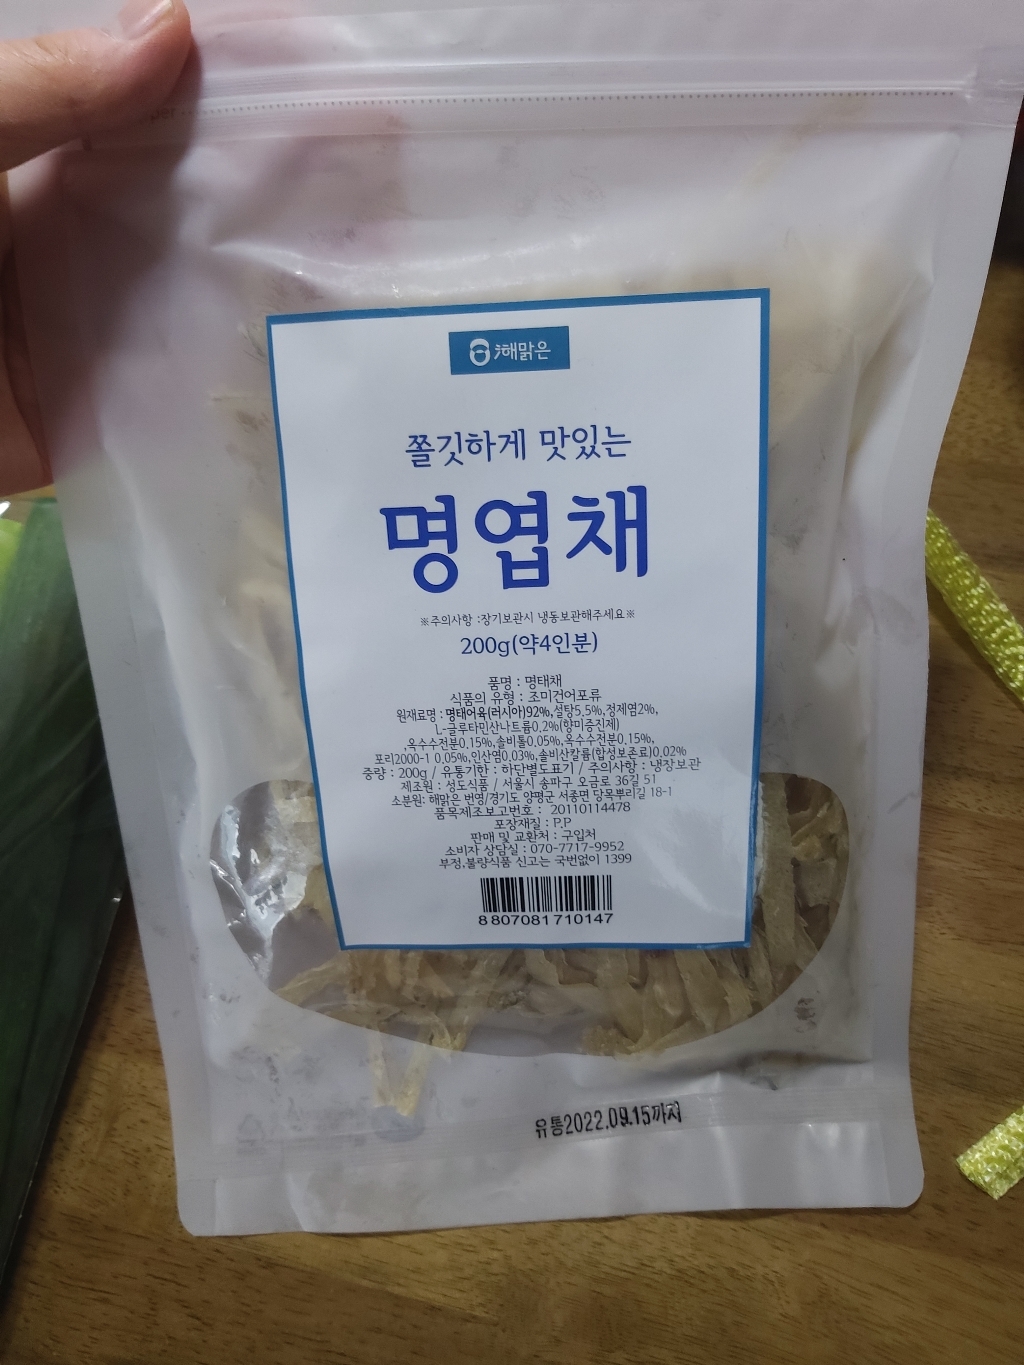 해맑은
쫄깃하게 맛있는
명엽채
※주의사항 :장기보관시 냉동보관해주세요※
200g(약4인분)
품명 : 명태채
식품의 유형 : 조미건어포류
원재료명 : 명태어육(러시아)92%,설탕5.5%,정제염2%,
L-글루타민산나트륨0.2%(향미증진제)
,옥수수전분0.15%,솔비톨0.05%,옥수수전분0.15%,
포리2000-1 0.05%,인산염0.03%,솔비산칼륨(합성보존료)0.02%
중량 : 200g / 유통기한 : 하단별도표기 / 주의사항 : 냉장보관
제조원 : 성도식품 / 서울시 송파구 오금로 36길 51
소분원: 해맑은 번영/경기도 양평군 서종면 당목뿌리길 18-1
품목제조보고번호 : 20110114478
포장재질 : P.P
판매 및 교환처 : 구입처
소비자 상담실 : 070-7717-9952
부정,불량식품 신고는 국번없이 1399
8807081710147
유통2022.09.15까지